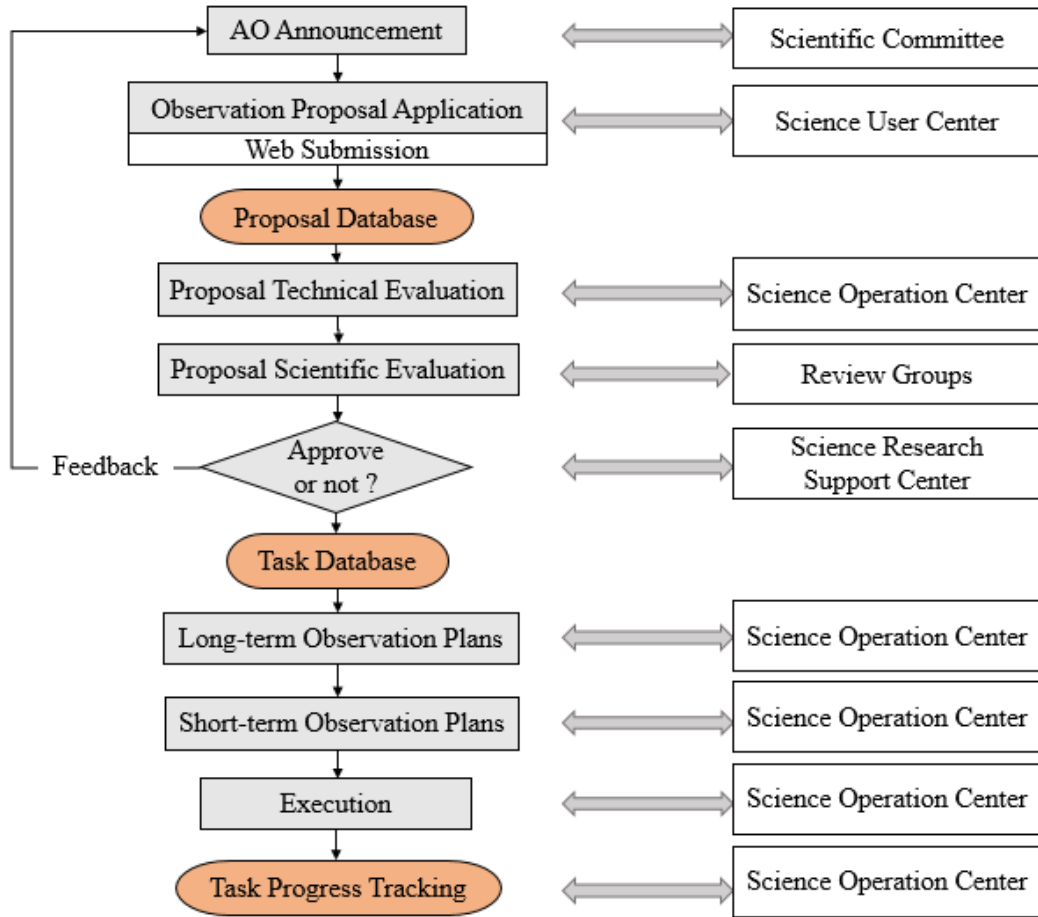 AO Announcement
Scientific Committee
Observation Proposal Application
Web Submission
Science User Center
Proposal Database
Proposal Technical Evaluation
Science Operation Center
Proposal Scientific Evaluation
Review Groups
Feedback
Approve
or not ?
Science Research
Support Center
Task Database
Long-term Observation Plans
Science Operation Center
Short-term Observation Plans
Science Operation Center
Execution
Science Operation Center
Task Progress Tracking
Science Operation Center